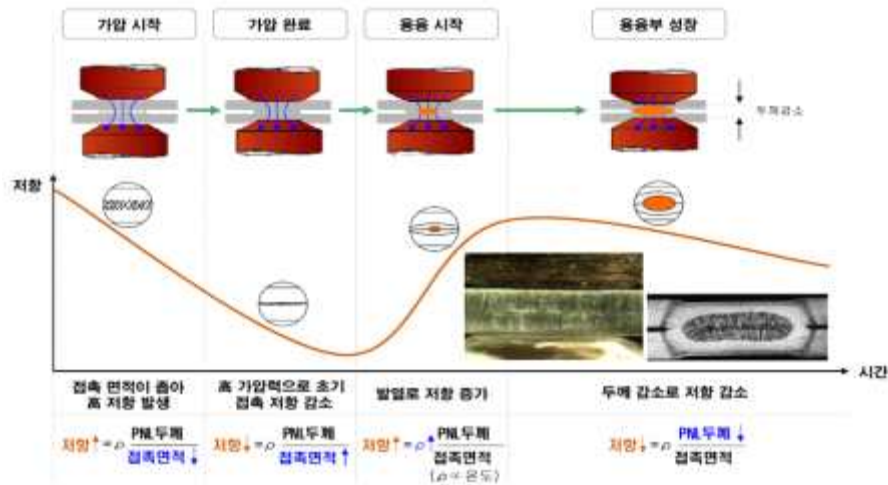 가압 시작
가압 완료
용융 시작
용융부 성장
두께감소
저항
시간
접촉 면적이 좁아
高 저항 발생
高 가압력으로 초기
접촉 저항 감소
발열로 저항 증가
두께 감소로 저항 감소
저항↑=ρ PNL두께
접촉면적↓
저항↓=ρ PNL두께
접촉면적↑
저항↑=ρ↑ PNL두께
접촉면적
(ρ∝온도)
저항↓=ρ PNL두께↓
접촉면적